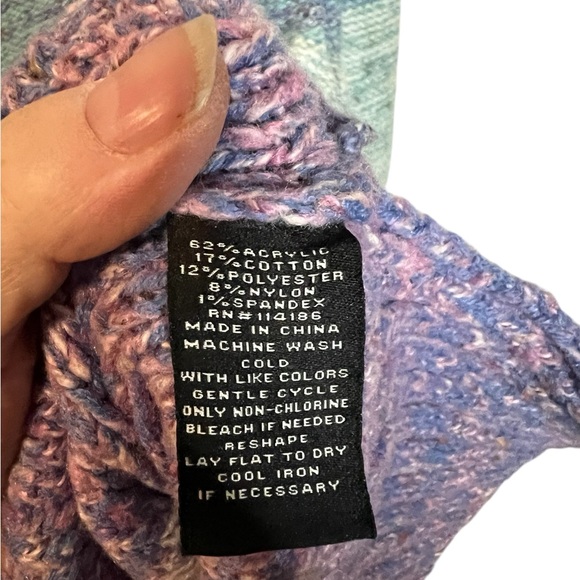 62%ACRYLIC
17%COTTON
12%POLYESTER
8%NYLON
1%SPANDEX
RN#114186
MADE IN CHINA
MACHINE WASH
COLD
WITH LIKE COLORS
GENTLE CYCLE
ONLY NON-CHLORINE
BLEACH IF NEEDED
RESHAPE
LAY FLAT TO DRY
COOL IRON
IF NECESSARY